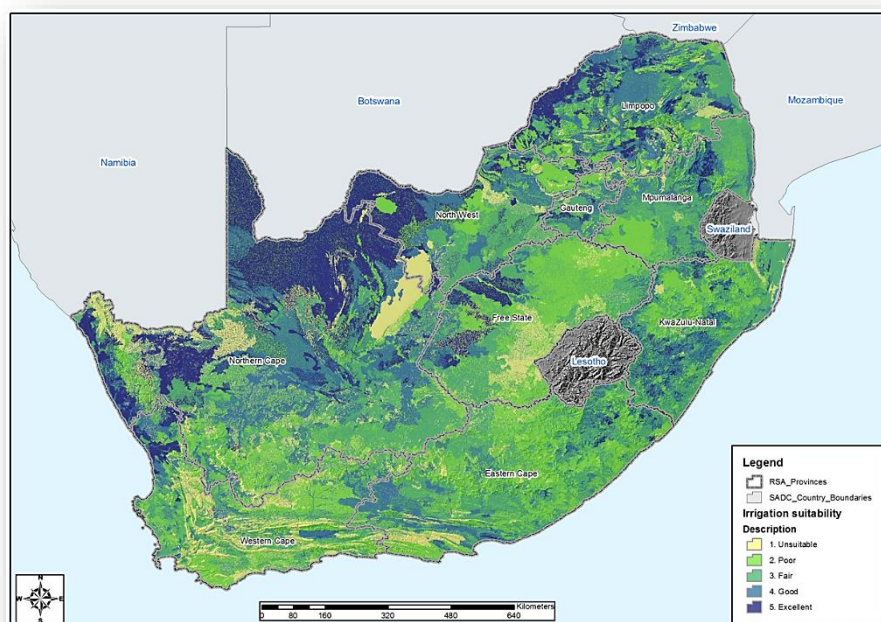 Zimbabwe
Botswana
Mozambique
Limpopo
Namibia
North West
Gauteng
Mpumalanga
Swaziland
Free State
KwaZulu-Natal
Northern Cape
Lesotho
Eastern Cape
Western Cape
Legend
RSA_Provinces
SADC_Country_Boundaries
Irrigation suitability
Description
1. Unsuitable
2. Poor
3. Fair
4. Good
5. Excellent
N
W
E
S
Kilometers
0 80 160 320 480 640